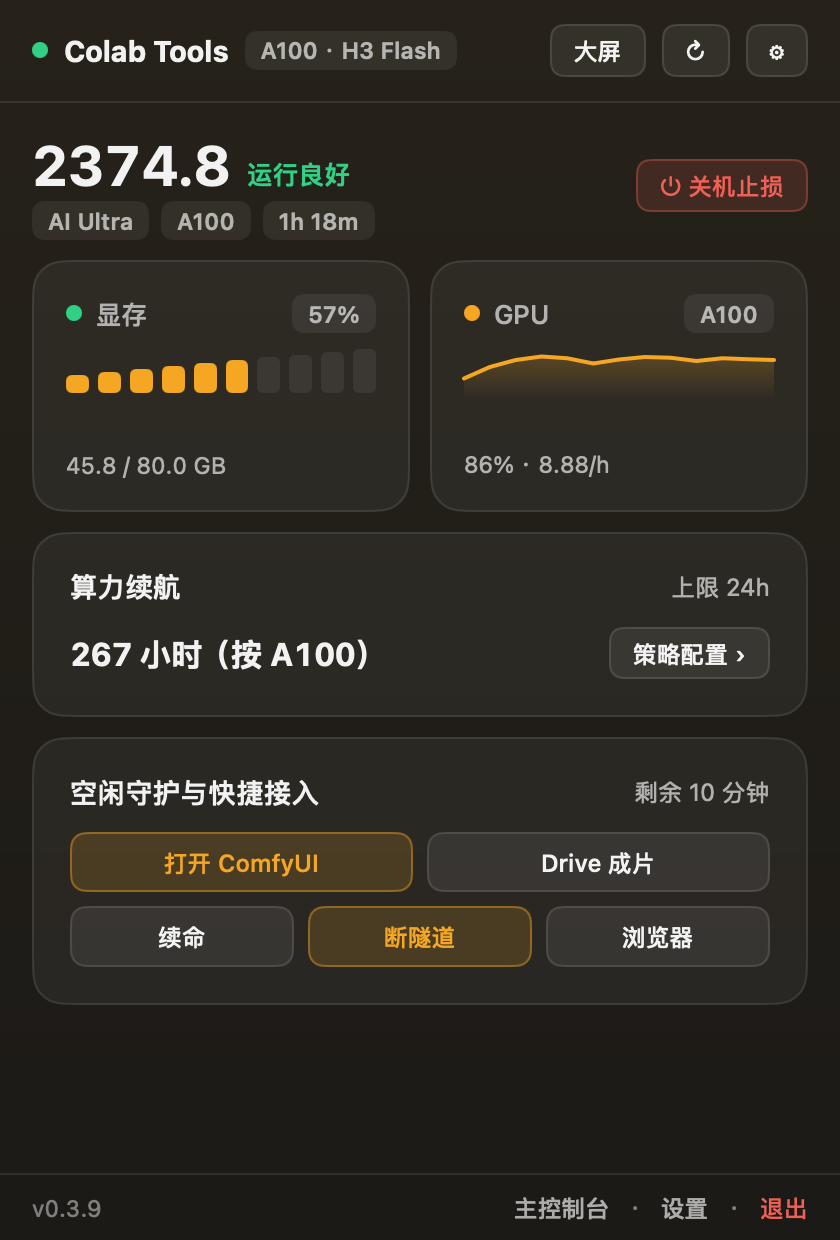 Colab Tools A100 · H3 Flash 大屏 ↻ ⚙
2374.8 运行良好
⏻ 关机止损
AI Ultra A100 1h 18m
显存 57%
45.8 / 80.0 GB
GPU A100
86% · 8.88/h
算力续航 上限 24h
267 小时（按 A100） 策略配置 ›
空闲守护与快捷接入 剩余 10 分钟
打开 ComfyUI Drive 成片
续命 断隧道 浏览器
v0.3.9 主控制台 · 设置 · 退出